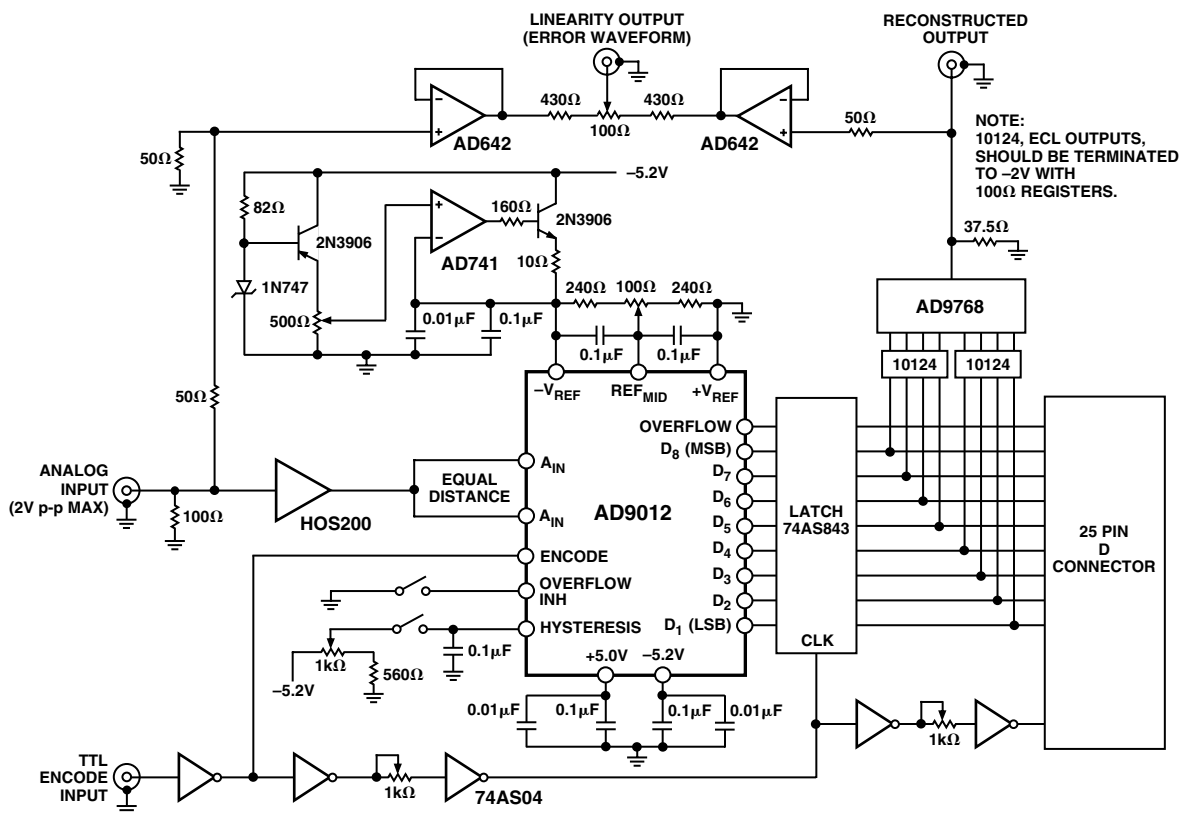 LINEARITY OUTPUT
(ERROR WAVEFORM)
RECONSTRUCTED
OUTPUT
430Ω
430Ω
100Ω
AD642
AD642
50Ω
50Ω
NOTE:
10124, ECL OUTPUTS,
SHOULD BE TERMINATED
TO –2V WITH
100Ω REGISTERS.
–5.2V
82Ω
2N3906
160Ω
2N3906
AD741
10Ω
37.5Ω
1N747
500Ω
0.01μF
0.1μF
240Ω
100Ω
240Ω
0.1μF
0.1μF
AD9768
10124
10124
50Ω
–VREF
REFMID
+VREF
ANALOG
INPUT
(2V p-p MAX)
100Ω
HOS200
EQUAL
DISTANCE
AIN
AIN
AD9012
ENCODE
OVERFLOW
INH
HYSTERESIS
OVERFLOW
D8 (MSB)
D7
D6
D5
D4
D3
D2
D1 (LSB)
LATCH
74AS843
CLK
25 PIN
D
CONNECTOR
–5.2V
1kΩ
560Ω
0.1μF
+5.0V
–5.2V
0.01μF
0.1μF
0.1μF
0.01μF
1kΩ
TTL
ENCODE
INPUT
1kΩ
74AS04